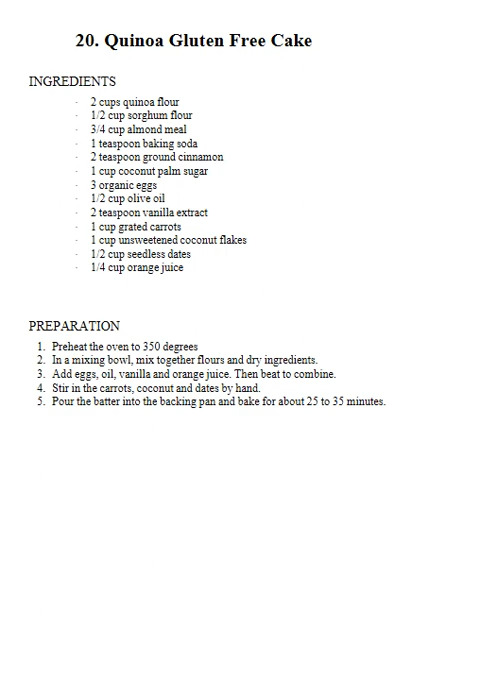 20. Quinoa Gluten Free Cake
INGREDIENTS
· 2 cups quinoa flour
· 1/2 cup sorghum flour
· 3/4 cup almond meal
· 1 teaspoon baking soda
· 2 teaspoon ground cinnamon
· 1 cup coconut palm sugar
· 3 organic eggs
· 1/2 cup olive oil
· 2 teaspoon vanilla extract
· 1 cup grated carrots
· 1 cup unsweetened coconut flakes
· 1/2 cup seedless dates
· 1/4 cup orange juice
PREPARATION
1. Preheat the oven to 350 degrees
2. In a mixing bowl, mix together flours and dry ingredients.
3. Add eggs, oil, vanilla and orange juice. Then beat to combine.
4. Stir in the carrots, coconut and dates by hand.
5. Pour the batter into the backing pan and bake for about 25 to 35 minutes.